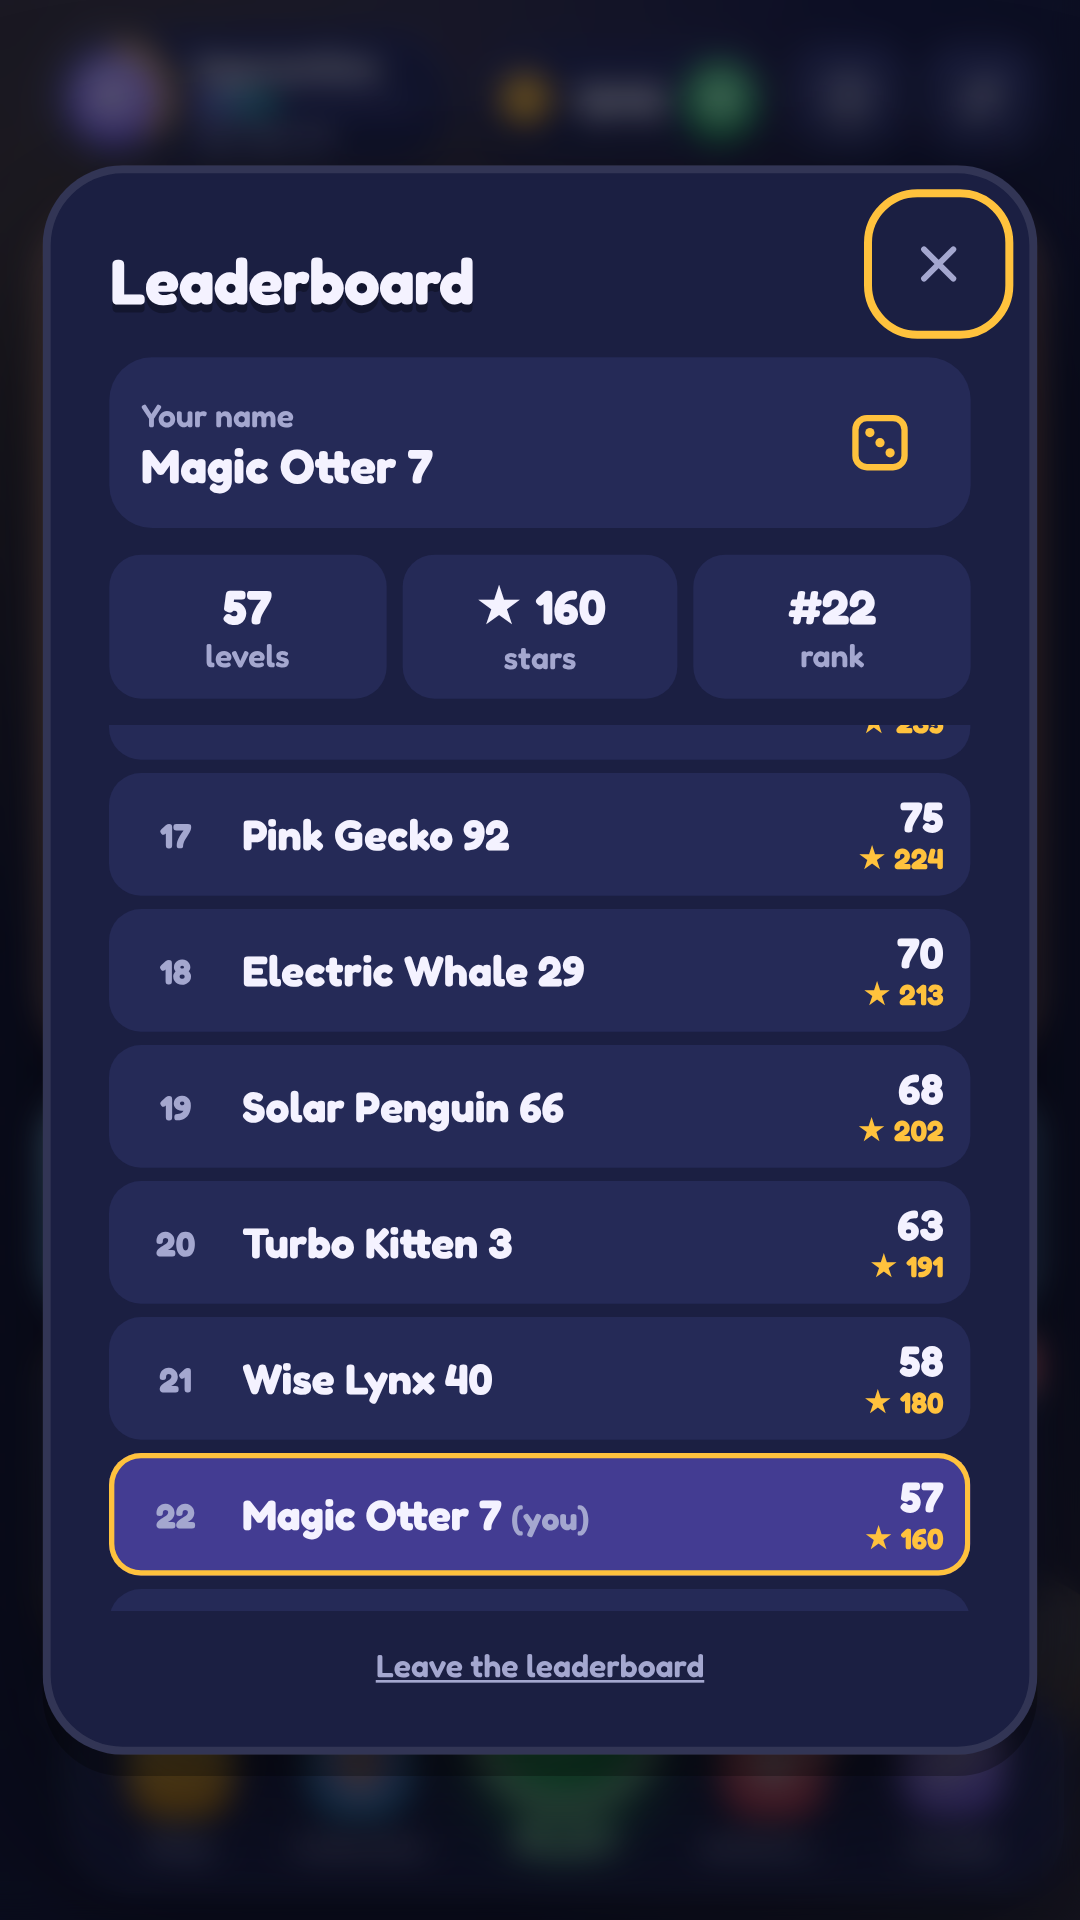 Leaderboard
Your name
Magic Otter 7
57
levels
★ 160
stars
#22
rank
17
Pink Gecko 92
75
★ 224
18
Electric Whale 29
70
★ 213
19
Solar Penguin 66
68
★ 202
20
Turbo Kitten 3
63
★ 191
21
Wise Lynx 40
58
★ 180
22
Magic Otter 7 (you)
57
★ 160
Leave the leaderboard